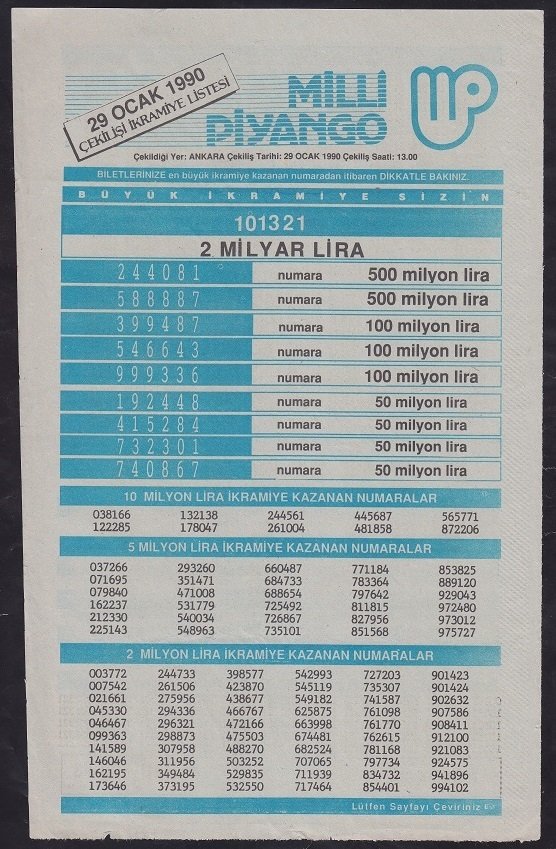 29 OCAK 1990
ÇEKİLİŞİ İKRAMİYE LİSTESİ
MİLLİ
PİYANGO
Çekildiği Yer: ANKARA Çekiliş Tarihi: 29 OCAK 1990 Çekiliş Saati: 13.00
BİLETLERİNİZE en büyük ikramiye kazanan numaradan itibaren DİKKATLE BAKINIZ.
BÜYÜK İKRAMİYE SİZİN
101321
2 MİLYAR LİRA
244081 numara 500 milyon lira
588887 numara 500 milyon lira
399487 numara 100 milyon lira
546643 numara 100 milyon lira
999336 numara 100 milyon lira
192448 numara 50 milyon lira
415284 numara 50 milyon lira
732301 numara 50 milyon lira
740867 numara 50 milyon lira
10 MİLYON LİRA İKRAMİYE KAZANAN NUMARALAR
038166 132138 244561 445687 565771
122285 178047 261004 481858 872206
5 MİLYON LİRA İKRAMİYE KAZANAN NUMARALAR
037266 293260 660487 771184 853825
071695 351471 684733 783364 889120
079840 471008 688654 797642 929043
162237 531779 725492 811815 972480
212330 540034 726867 827956 973012
225143 548963 735101 851568 975727
2 MİLYON LİRA İKRAMİYE KAZANAN NUMARALAR
003772 244733 398577 542993 727203 901423
007542 261506 423870 545119 735307 901424
021661 275956 438677 549182 741587 902632
045330 294336 466767 625875 761098 907586
046467 296321 472166 663998 761770 908411
099363 298873 475503 674481 762615 912100
141589 307958 488270 682524 781168 921083
146046 311956 503252 707065 797734 924575
162195 349484 529835 711939 834732 941896
173646 373195 532550 717464 854401 994102
Lütfen Sayfayı Çeviriniz